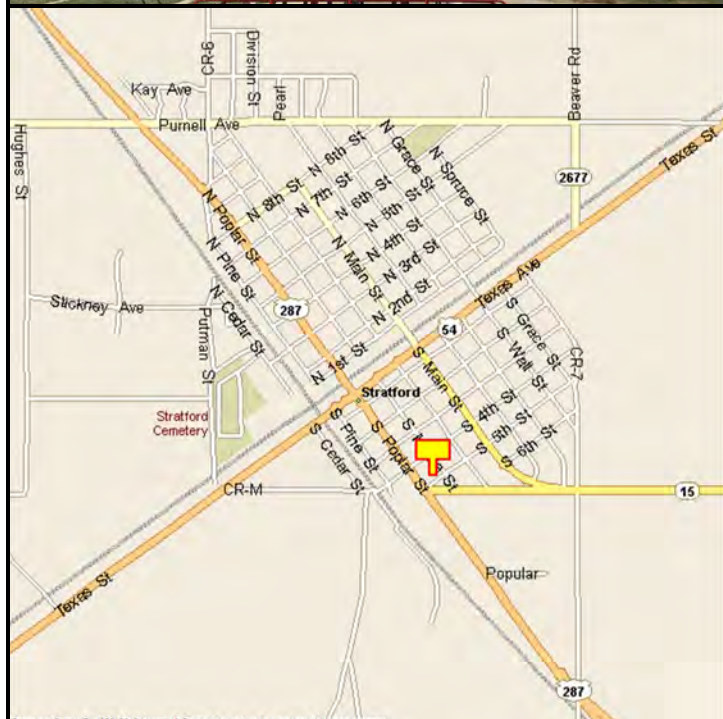 CR-6
Division St
Pearl
Kay Ave
Purnell Ave
Beaver Rd
Hughes St
Texas St
2677
N Grace St
N Spruce St
N 8th St
N 8th St
N 7th St
N 6th St
N 5th St
N 4th St
N 3rd St
N 2nd St
N 1st St
N Poplar St
N Pine St
N Cedar St
N Main St
287
Stickney Ave
Putman St
Texas Ave
54
S Grace St
S Walt St
CR-7
Stratford
S Main St
S 4th St
S 5th St
S 6th St
Stratford
Cemetery
S Pine St
S Cedar St
S Poplar St
CR-M
15
Texas St
Popular
287